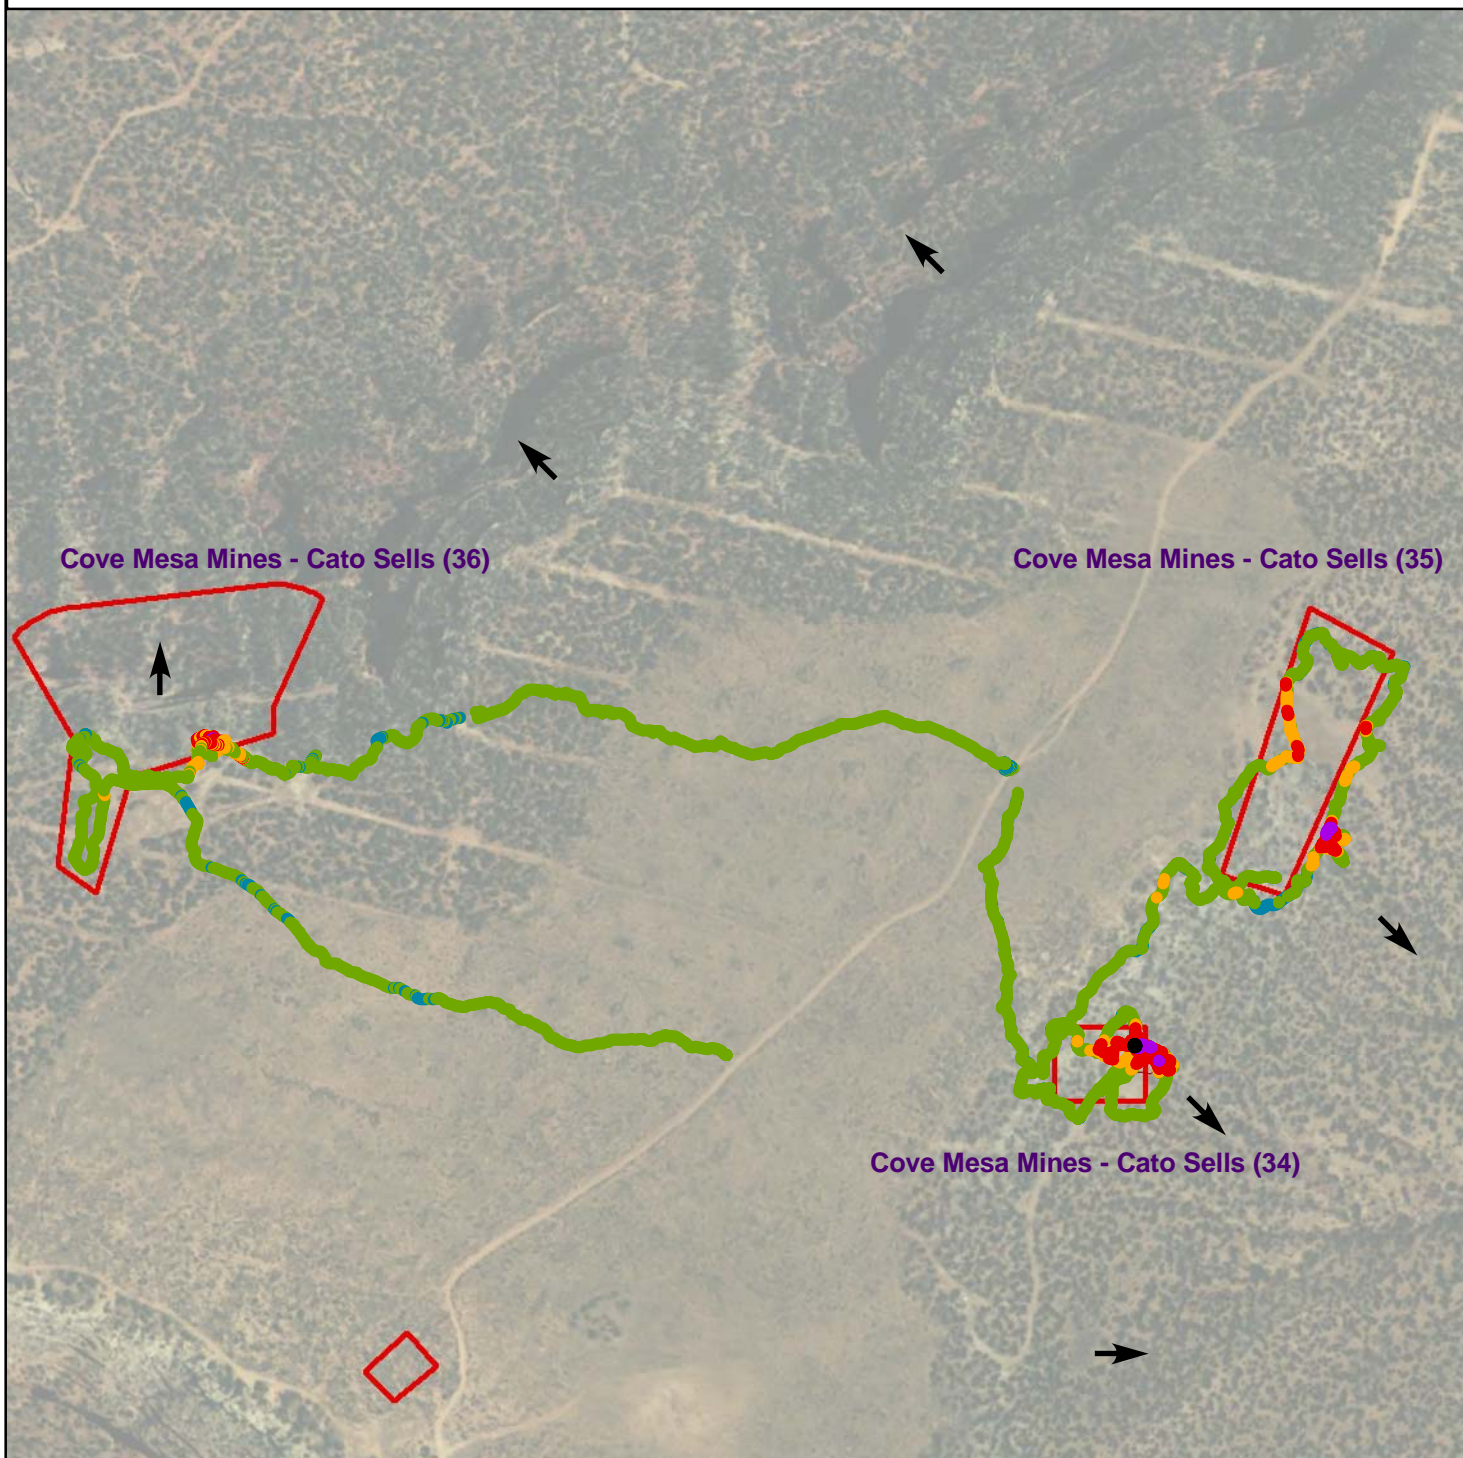 Cove Mesa Mines - Cato Sells (36)
Cove Mesa Mines - Cato Sells (35)
Cove Mesa Mines - Cato Sells (34)